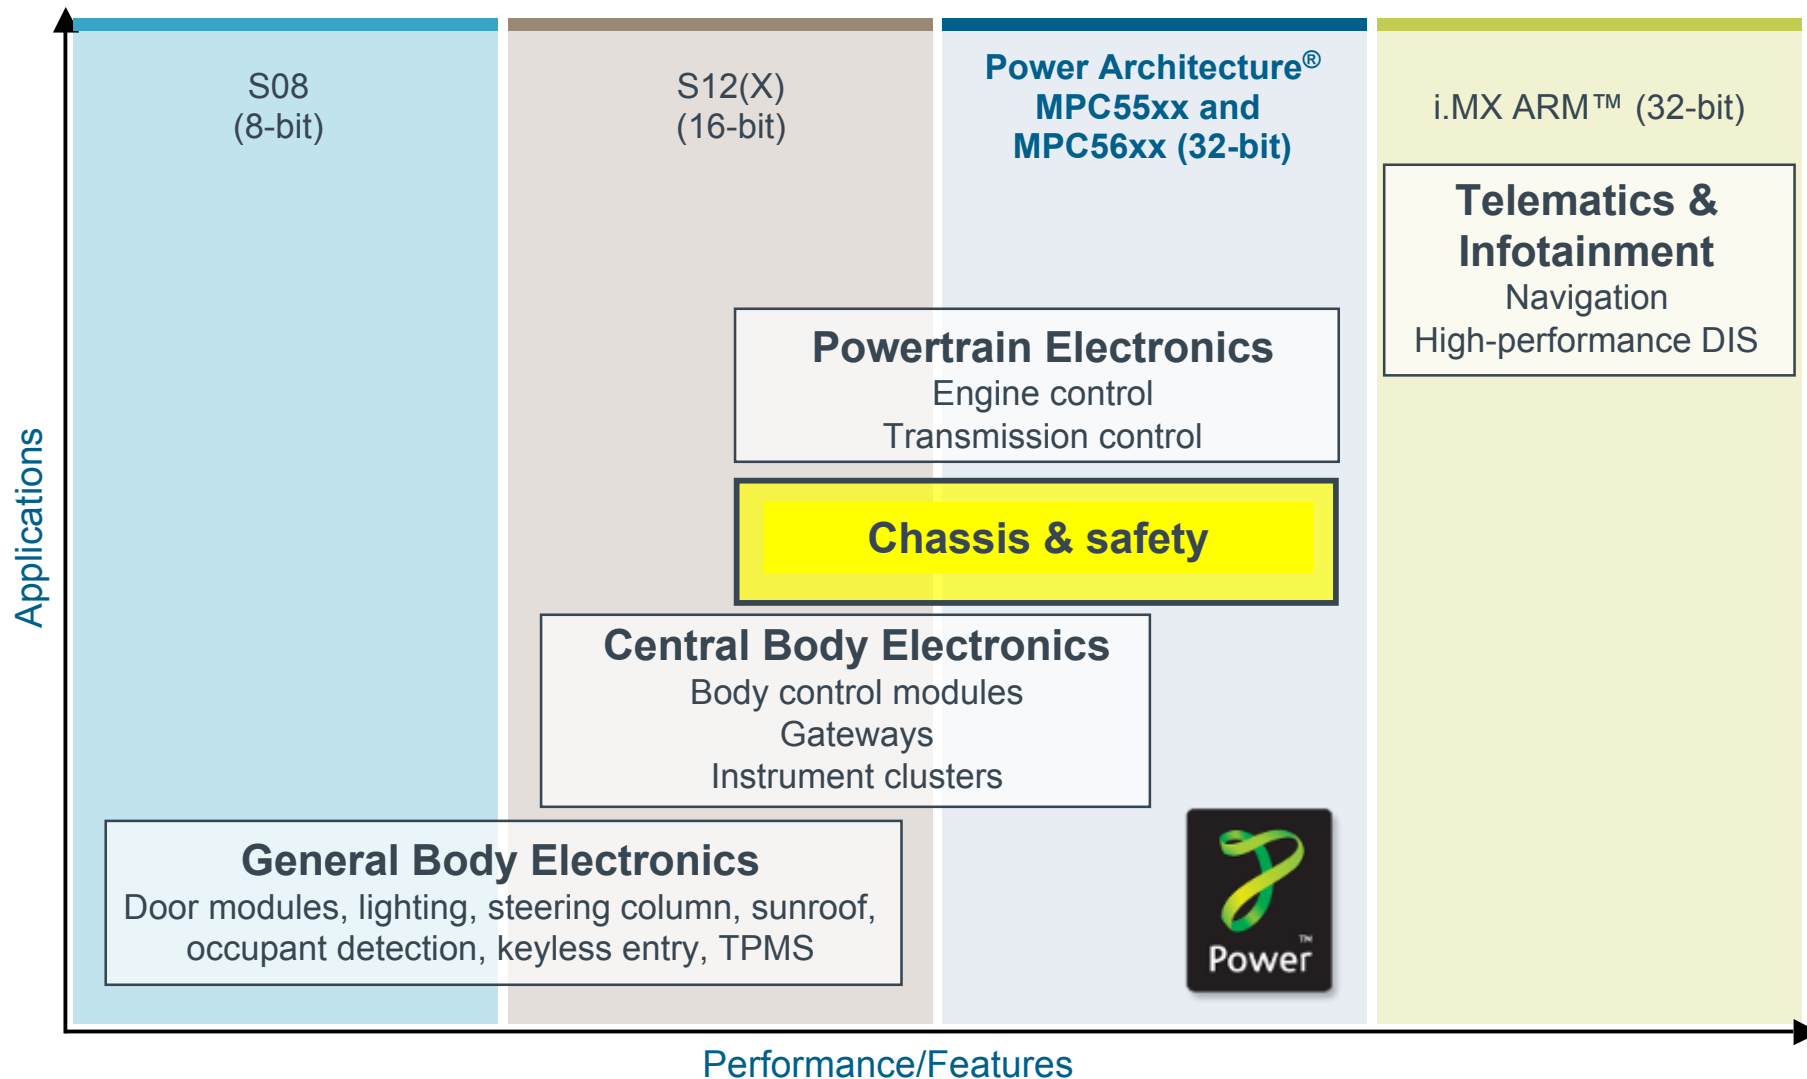 S08
(8-bit)
S12(X)
(16-bit)
Power Architecture®
MPC55xx and
MPC56xx (32-bit)
i.MX ARM™ (32-bit)
Telematics &
Infotainment
Navigation
High-performance DIS
Powertrain Electronics
Engine control
Transmission control
Chassis & safety
Central Body Electronics
Body control modules
Gateways
Instrument clusters
General Body Electronics
Door modules, lighting, steering column, sunroof,
occupant detection, keyless entry, TPMS
Power™
Applications
Performance/Features